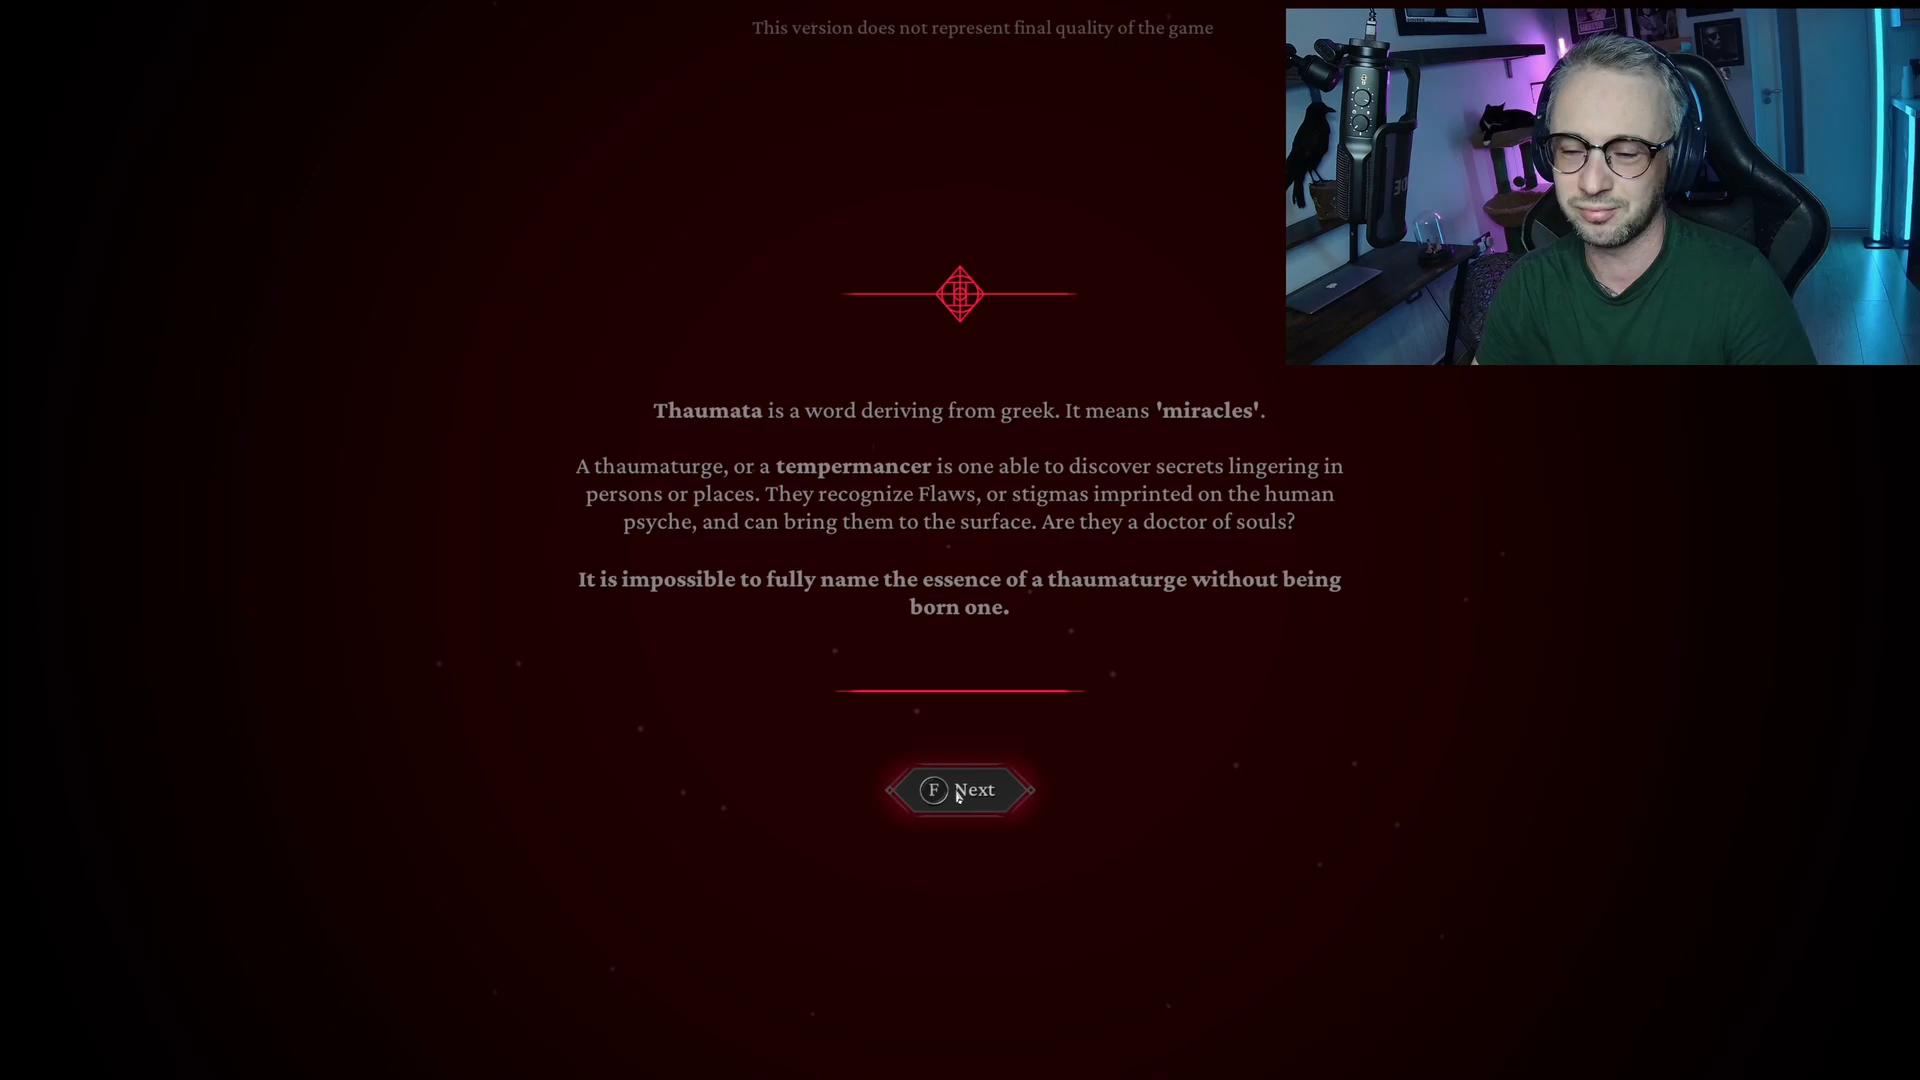 This version does not represent final quality of the game
Thaumata is a word deriving from greek. It means 'miracles'.
A thaumaturge, or a tempermancer is one able to discover secrets lingering in
persons or places. They recognize Flaws, or stigmas imprinted on the human
psyche, and can bring them to the surface. Are they a doctor of souls?
It is impossible to fully name the essence of a thaumaturge without being
born one.
F Next